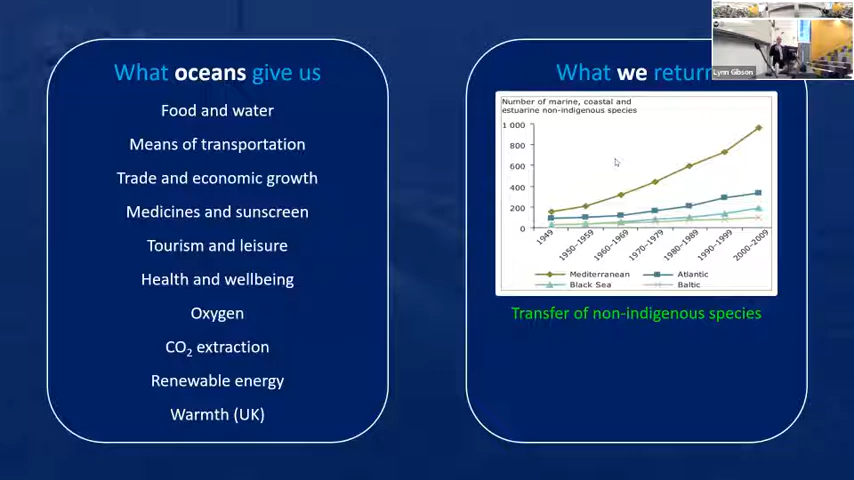 What oceans give us
Food and water
Means of transportation
Trade and economic growth
Medicines and sunscreen
Tourism and leisure
Health and wellbeing
Oxygen
CO₂ extraction
Renewable energy
Warmth (UK)
What we return
Number of marine, coastal and
estuarine non-indigenous species
1 000
800
600
400
200
0
1949
1950–1959
1960–1969
1970–1979
1980–1989
1990–1999
2000–2009
Mediterranean
Atlantic
Black Sea
Baltic
Transfer of non-indigenous species
Lynn Gibson